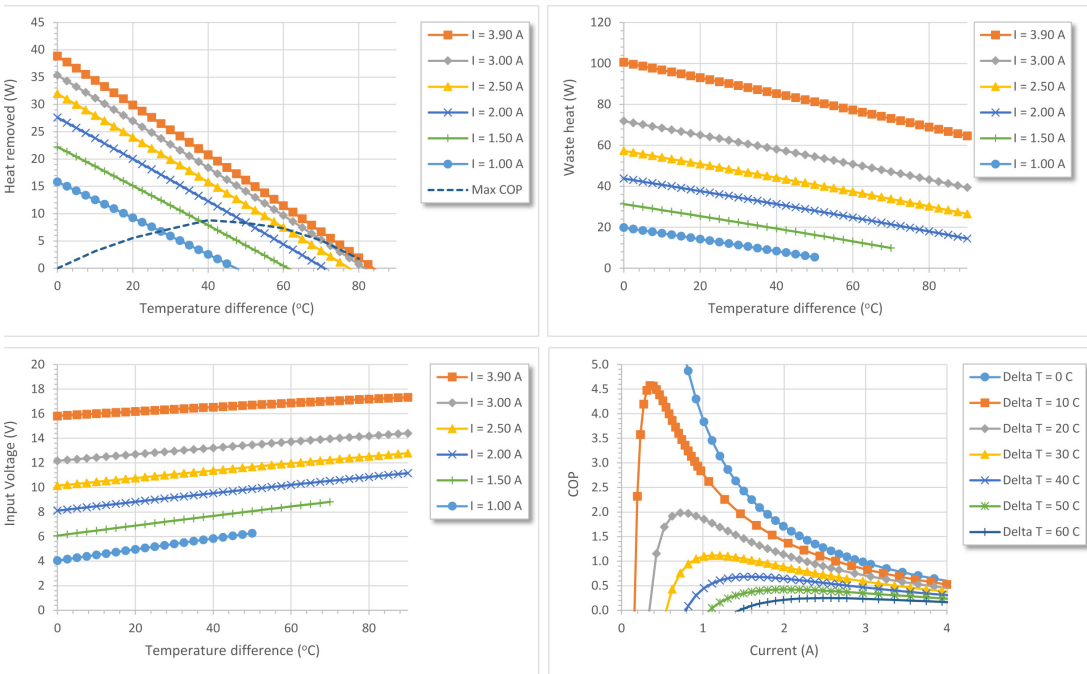 45
40
35
30
25
20
15
10
5
0
Heat removed (W)
0 20 40 60 80
Temperature difference (ºC)
I = 3.90 A
I = 3.00 A
I = 2.50 A
I = 2.00 A
I = 1.50 A
I = 1.00 A
Max COP
120
100
80
60
40
20
0
Waste heat (W)
0 20 40 60 80
Temperature difference (ºC)
I = 3.90 A
I = 3.00 A
I = 2.50 A
I = 2.00 A
I = 1.50 A
I = 1.00 A
20
18
16
14
12
10
8
6
4
2
0
Input Voltage (V)
0 20 40 60 80
Temperature difference (ºC)
I = 3.90 A
I = 3.00 A
I = 2.50 A
I = 2.00 A
I = 1.50 A
I = 1.00 A
5.0
4.5
4.0
3.5
3.0
2.5
2.0
1.5
1.0
0.5
0.0
COP
0 1 2 3 4
Current (A)
Delta T = 0 C
Delta T = 10 C
Delta T = 20 C
Delta T = 30 C
Delta T = 40 C
Delta T = 50 C
Delta T = 60 C